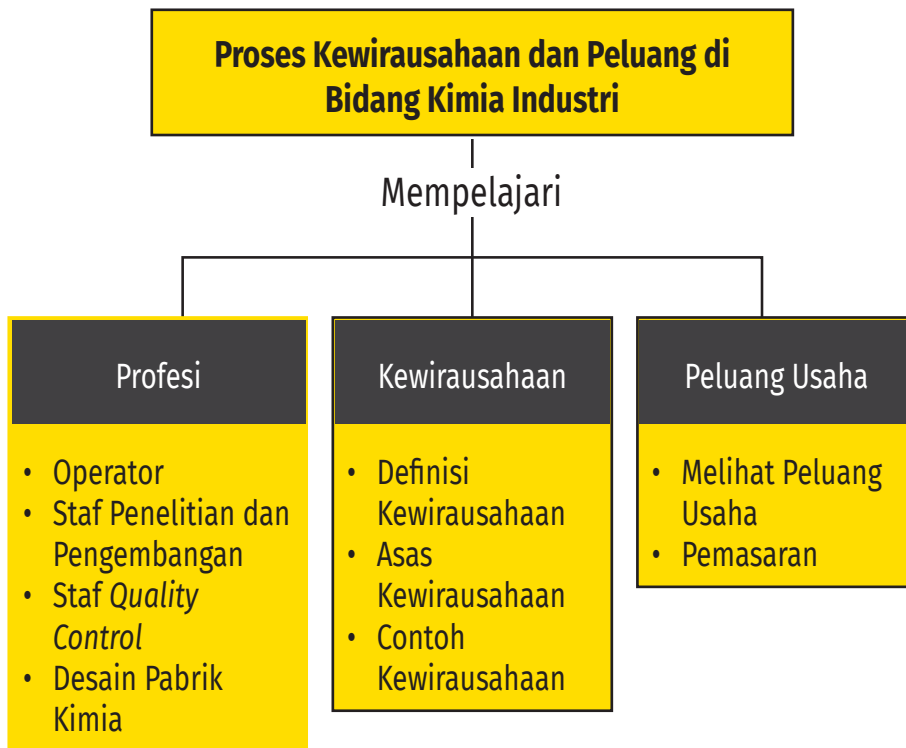 Proses Kewirausahaan dan Peluang di
Bidang Kimia Industri
Mempelajari
Profesi
• Operator
• Staf Penelitian dan
Pengembangan
• Staf Quality
Control
• Desain Pabrik
Kimia
Kewirausahaan
• Definisi
Kewirausahaan
• Asas
Kewirausahaan
• Contoh
Kewirausahaan
Peluang Usaha
• Melihat Peluang
Usaha
• Pemasaran